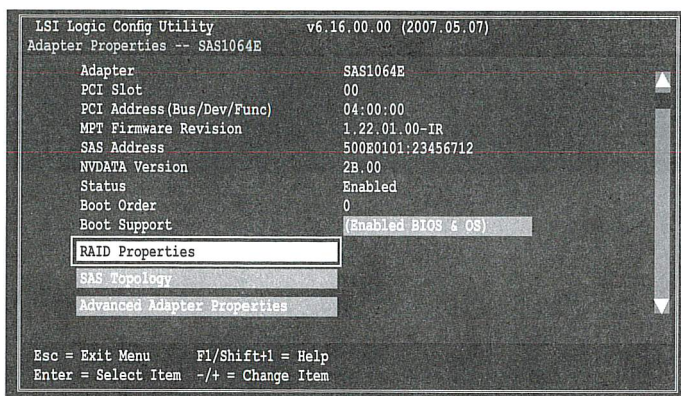 LSI Logic Config Utility v6.16.00.00 (2007.05.07)
Adapter Properties -- SAS1064E
Adapter SAS1064E
PCI Slot 00
PCI Address(Bus/Dev/Func) 04:00:00
MPT Firmware Revision 1.22.01.00-IR
SAS Address 500E0101:23456712
NVDATA Version 2B.00
Status Enabled
Boot Order 0
Boot Support (Enabled BIOS & OS)
RAID Properties
SAS Topology
Advanced Adapter Properties
Esc = Exit Menu F1/Shift+1 = Help
Enter = Select Item -/+ = Change Item